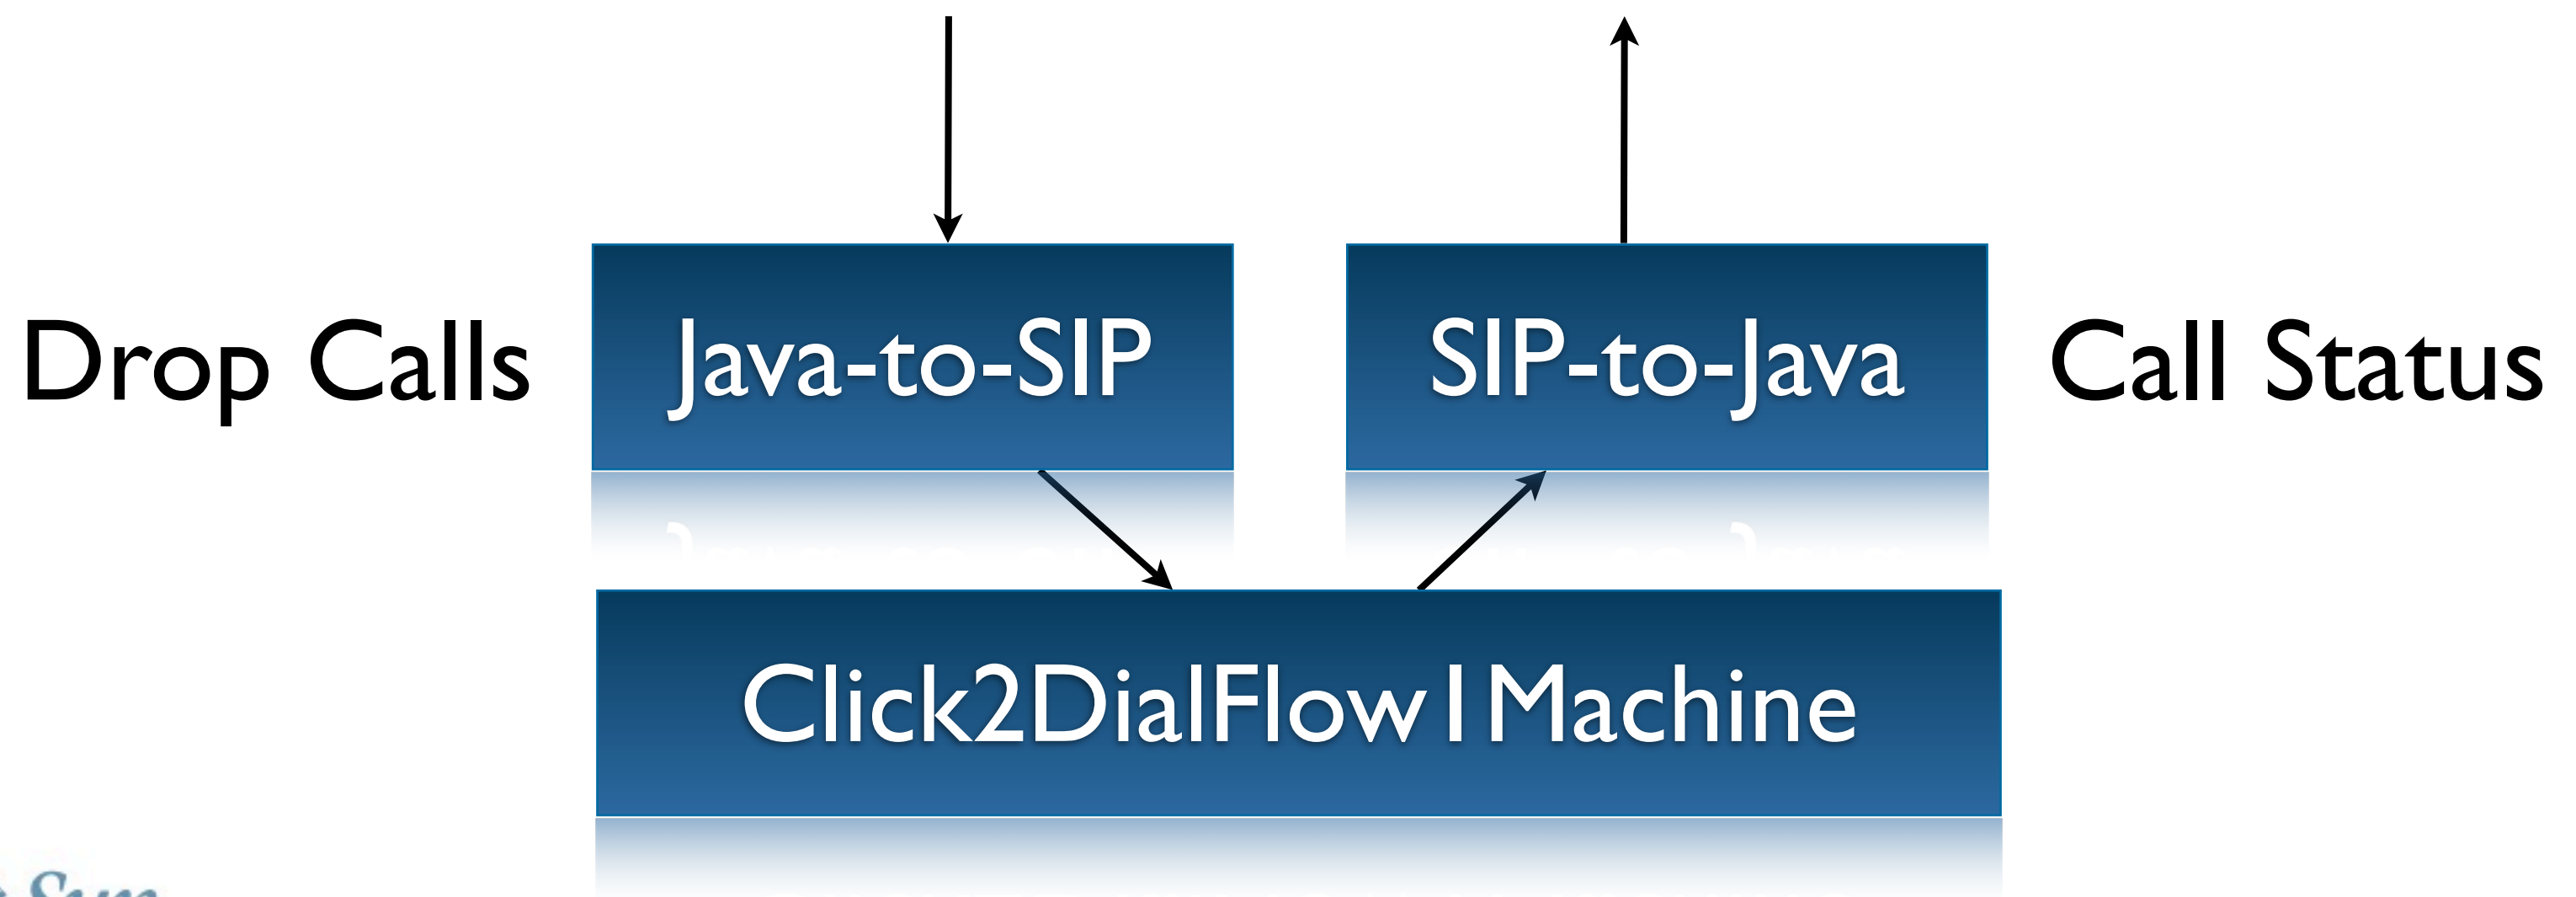 Drop Calls
Java-to-SIP
SIP-to-Java
Call Status
Click2DialFlow1Machine